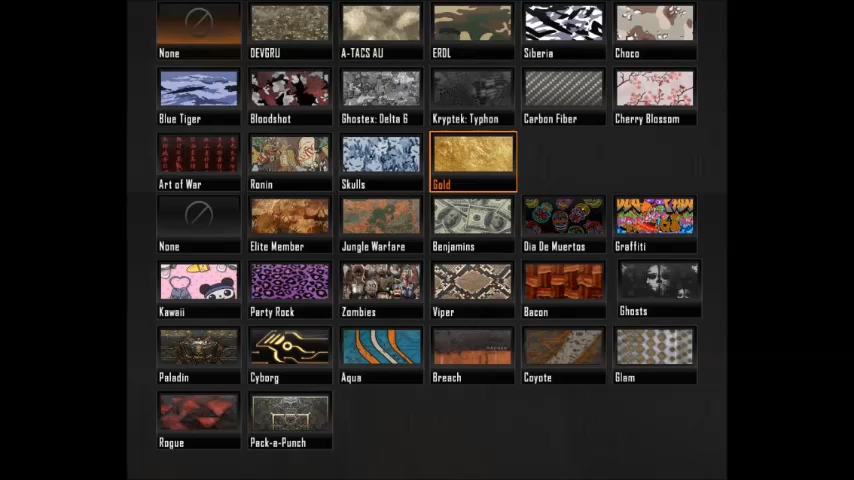 None DEVGRU A-TACS AU ERDL Siberia Choco
Blue Tiger Bloodshot Ghostex: Delta 6 Kryptek: Typhon Carbon Fiber Cherry Blossom
Art of War Ronin Skulls Gold
None Elite Member Jungle Warfare Benjamins Dia De Muertos Graffiti
Kawaii Party Rock Zombies Viper Bacon Ghosts
Paladin Cyborg Aqua Breach Coyote Glam
Rogue Pack-a-Punch